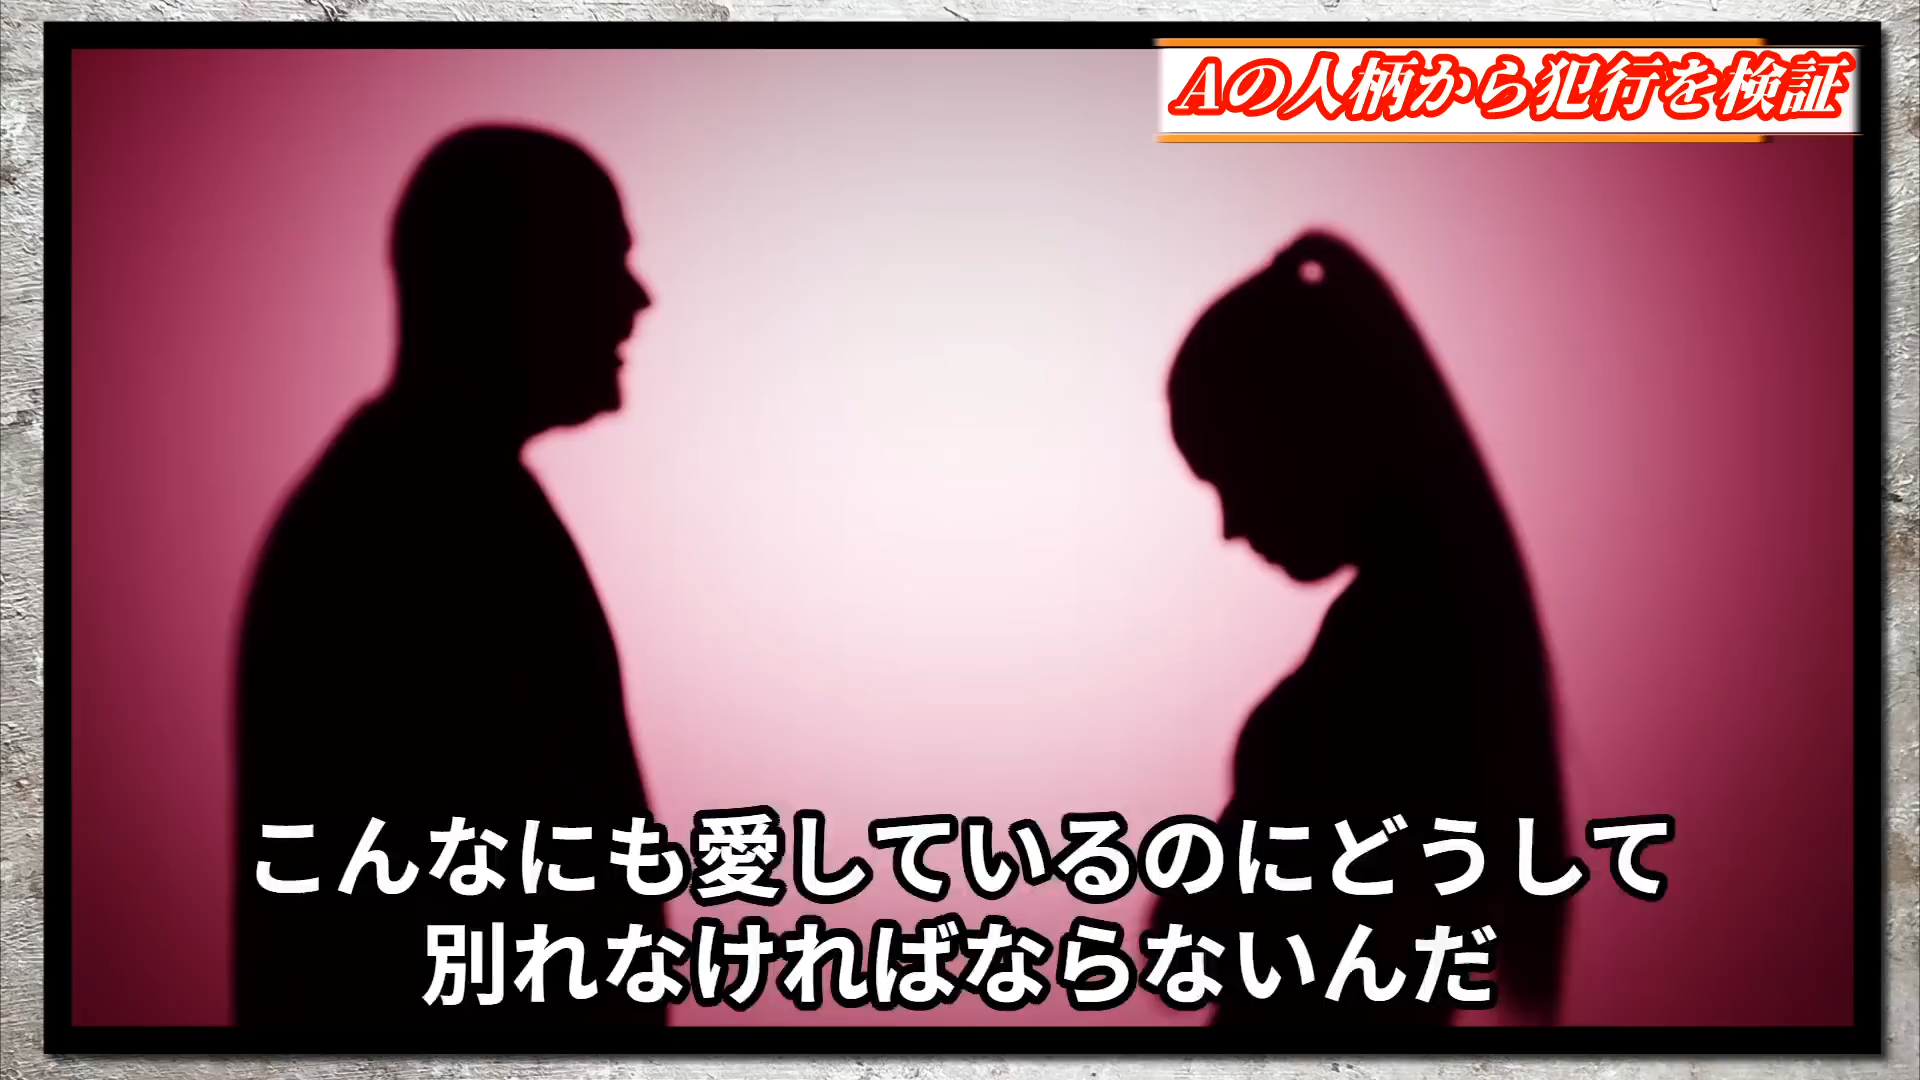 Aの人柄から犯行を検証
こんなにも愛しているのにどうして
別れなければならないんだ